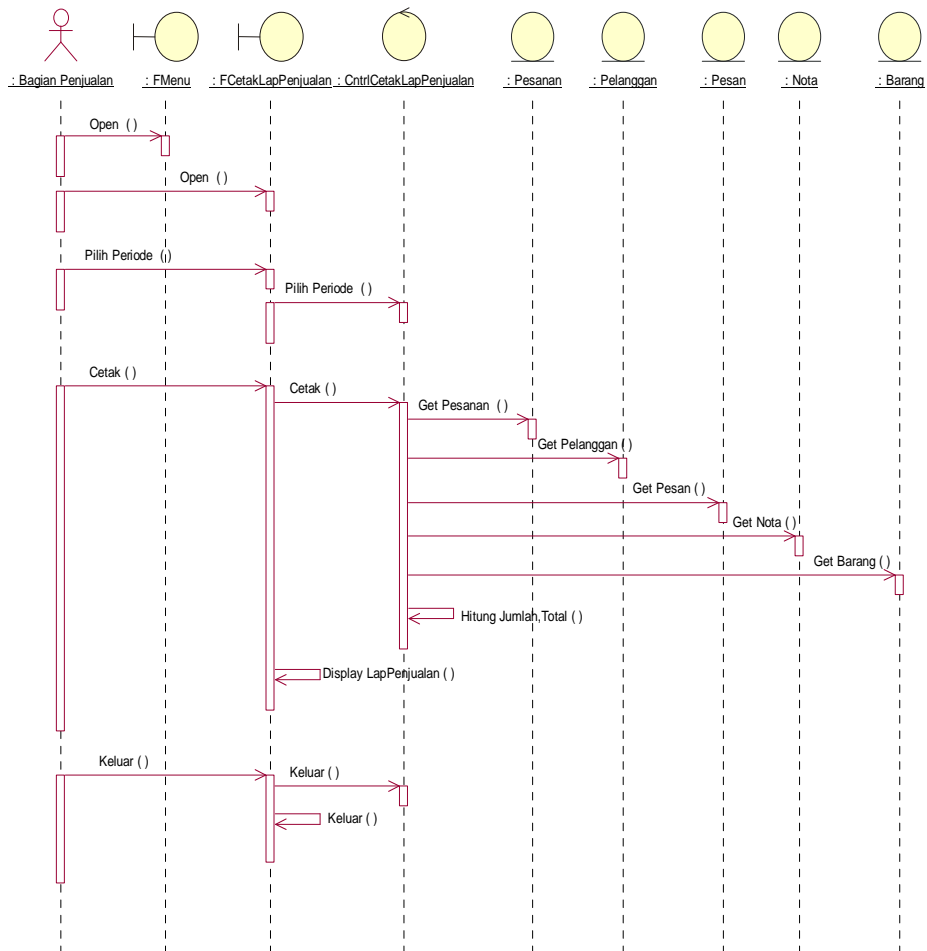 : Bagian Penjualan
: FMenu
: FCetakLapPenjualan
: CntrlCetakLapPenjualan
: Pesanan
: Pelanggan
: Pesan
: Nota
: Barang
Open ( )
Open ( )
Pilih Periode ( )
Pilih Periode ( )
Cetak ( )
Cetak ( )
Get Pesanan ( )
Get Pelanggan ( )
Get Pesan ( )
Get Nota ( )
Get Barang ( )
Hitung Jumlah,Total ( )
Display LapPenjualan ( )
Keluar ( )
Keluar ( )
Keluar ( )